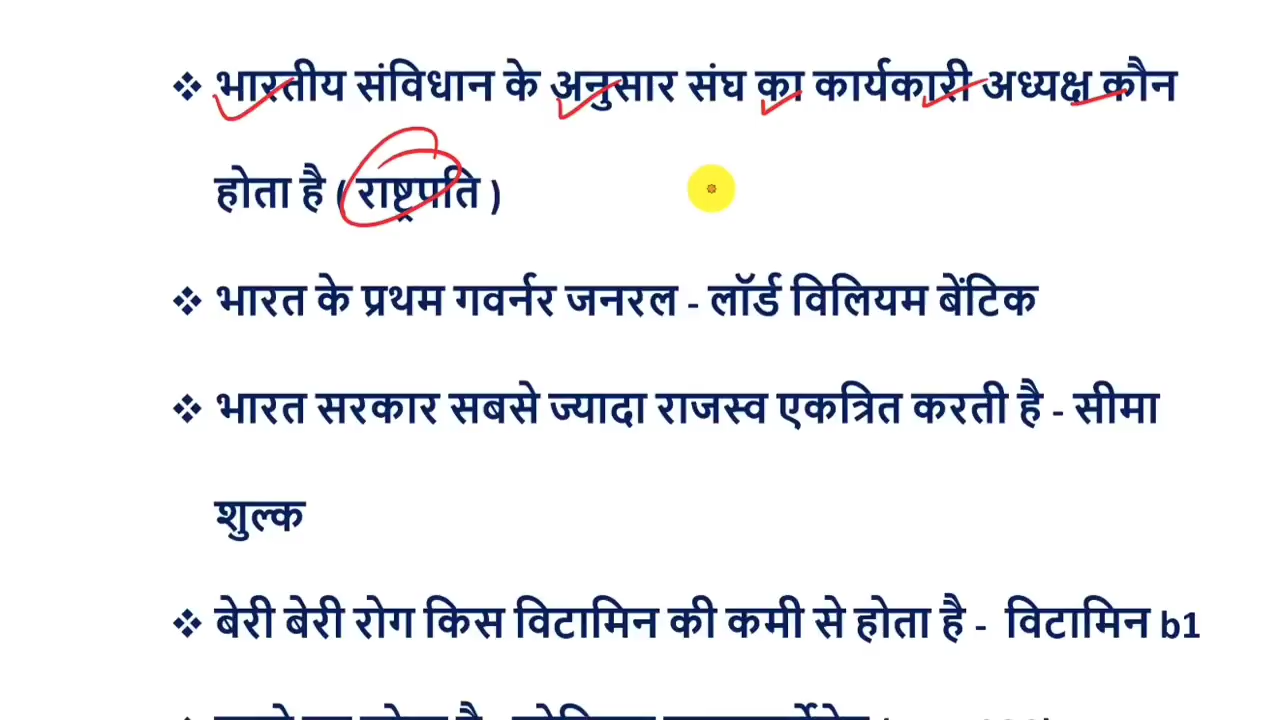 ❖ भारतीय संविधान के अनुसार संघ का कार्यकारी अध्यक्ष कौन
होता है ( राष्ट्रपति )
❖ भारत के प्रथम गवर्नर जनरल - लॉर्ड विलियम बेंटिक
❖ भारत सरकार सबसे ज्यादा राजस्व एकत्रित करती है - सीमा
शुल्क
❖ बेरी बेरी रोग किस विटामिन की कमी से होता है - विटामिन b1